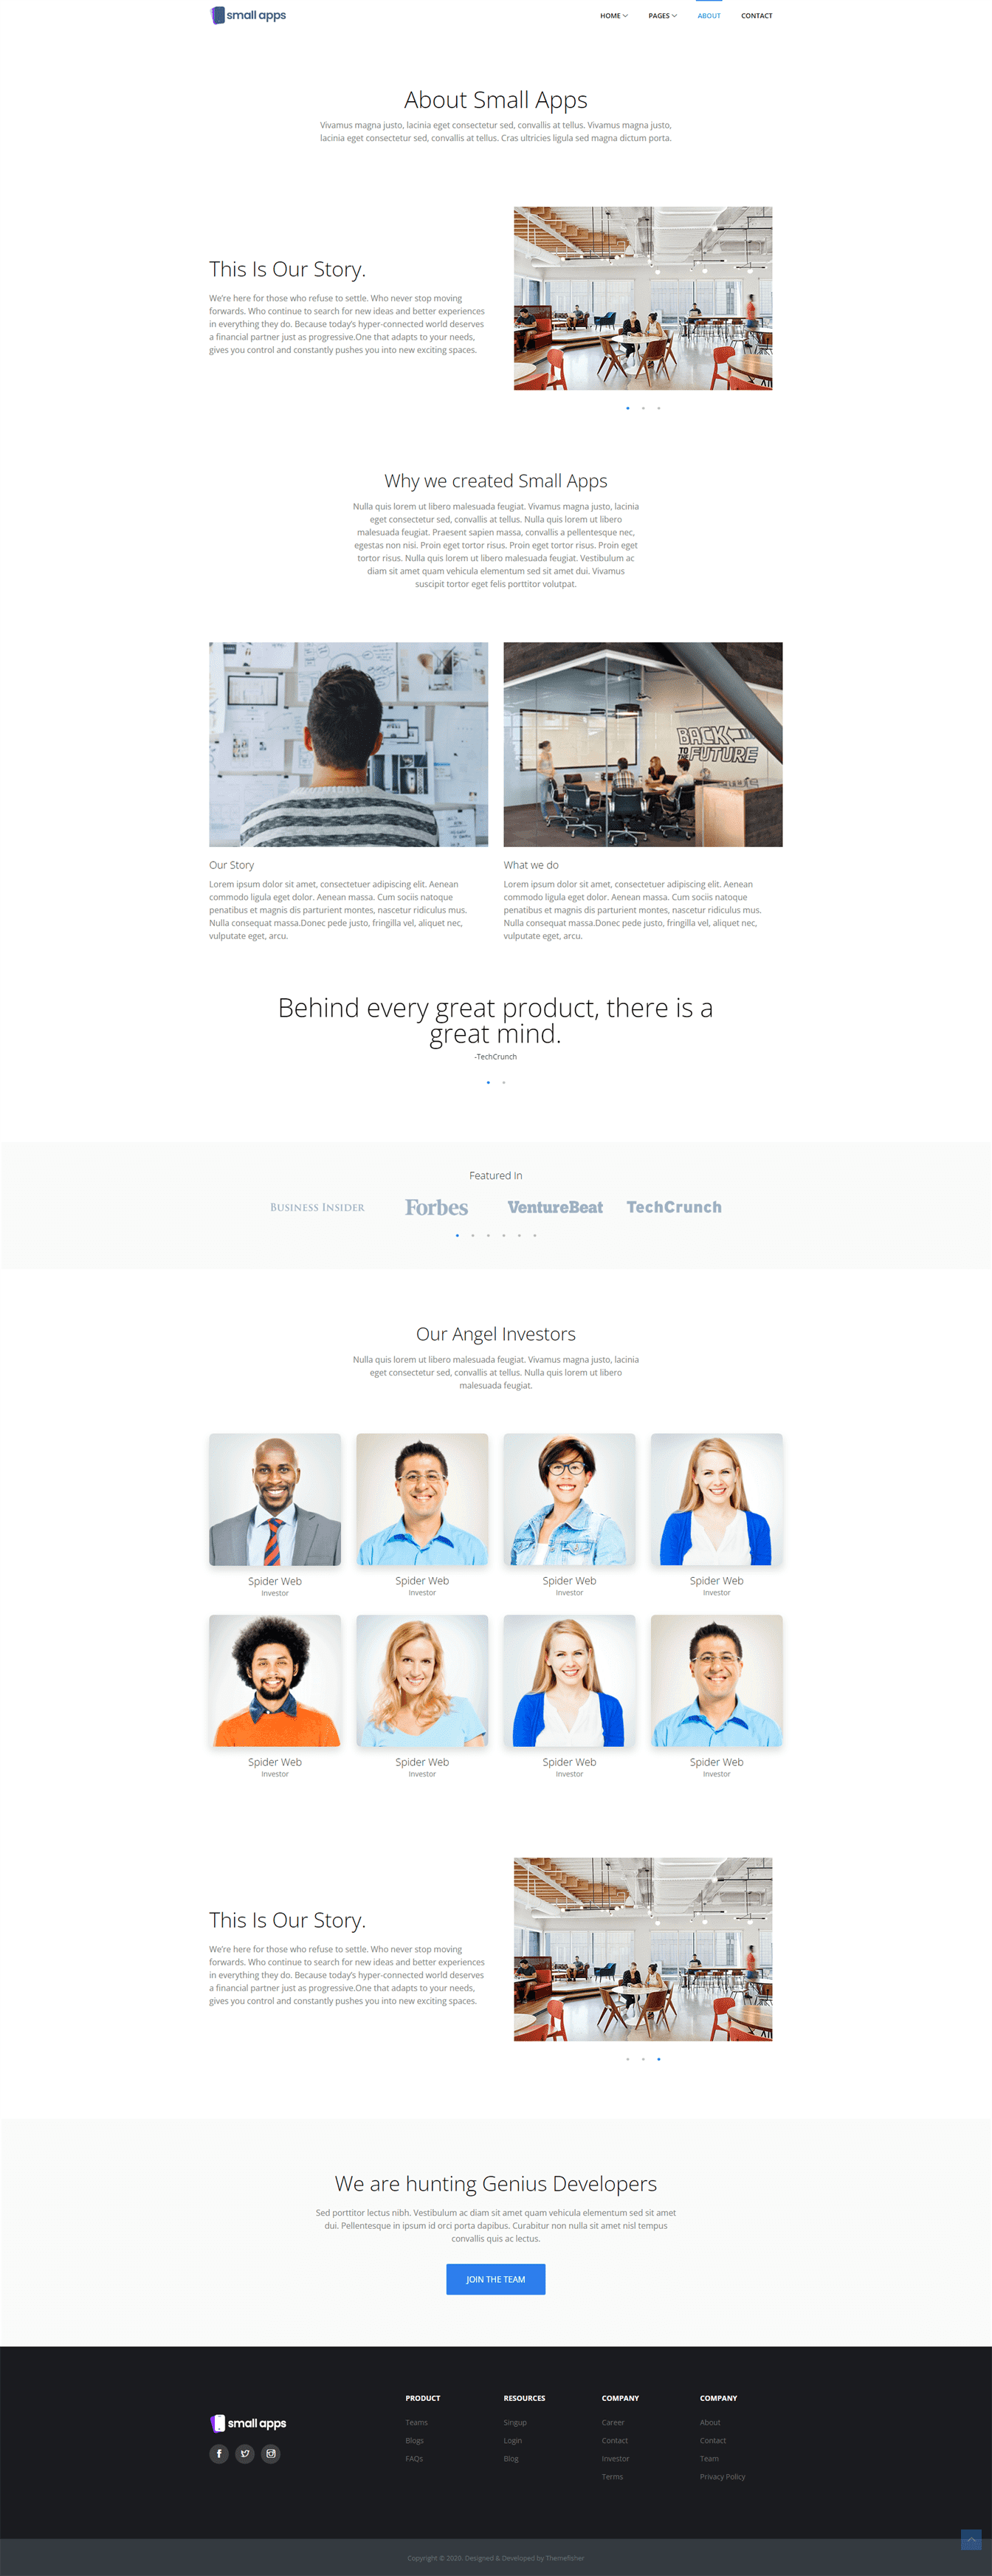 small apps
HOME PAGES ABOUT CONTACT
About Small Apps
Vivamus magna justo, lacinia eget consectetur sed, convallis at tellus. Vivamus magna justo,
lacinia eget consectetur sed, convallis at tellus. Cras ultricies ligula sed magna dictum porta.
This Is Our Story.
We're here for those who refuse to settle. Who never stop moving
forwards. Who continue to search for new ideas and better experiences
in everything they do. Because today's hyper-connected world deserves
a financial partner just as progressive.One that adapts to your needs,
gives you control and constantly pushes you into new exciting spaces.
Why we created Small Apps
Nulla quis lorem ut libero malesuada feugiat. Vivamus magna justo, lacinia
eget consectetur sed, convallis at tellus. Nulla quis lorem ut libero
malesuada feugiat. Praesent sapien massa, convallis a pellentesque nec,
egestas non nisi. Proin eget tortor risus. Proin eget tortor risus. Proin eget
tortor risus. Nulla quis lorem ut libero malesuada feugiat. Vestibulum ac
diam sit amet quam vehicula elementum sed sit amet dui. Vivamus
suscipit tortor eget felis porttitor volutpat.
BACK
TO THE
FUTURE
Our Story
Lorem ipsum dolor sit amet, consectetuer adipiscing elit. Aenean
commodo ligula eget dolor. Aenean massa. Cum sociis natoque
penatibus et magnis dis parturient montes, nascetur ridiculus mus.
Nulla consequat massa.Donec pede justo, fringilla vel, aliquet nec,
vulputate eget, arcu.
What we do
Lorem ipsum dolor sit amet, consectetuer adipiscing elit. Aenean
commodo ligula eget dolor. Aenean massa. Cum sociis natoque
penatibus et magnis dis parturient montes, nascetur ridiculus mus.
Nulla consequat massa.Donec pede justo, fringilla vel, aliquet nec,
vulputate eget, arcu.
Behind every great product, there is a
great mind.
-TechCrunch
Featured In
BUSINESS INSIDER Forbes VentureBeat TechCrunch
Our Angel Investors
Nulla quis lorem ut libero malesuada feugiat. Vivamus magna justo, lacinia
eget consectetur sed, convallis at tellus. Nulla quis lorem ut libero
malesuada feugiat.
Spider Web Spider Web Spider Web Spider Web
Investor Investor Investor Investor
Spider Web Spider Web Spider Web Spider Web
Investor Investor Investor Investor
This Is Our Story.
We're here for those who refuse to settle. Who never stop moving
forwards. Who continue to search for new ideas and better experiences
in everything they do. Because today's hyper-connected world deserves
a financial partner just as progressive.One that adapts to your needs,
gives you control and constantly pushes you into new exciting spaces.
We are hunting Genius Developers
Sed porttitor lectus nibh. Vestibulum ac diam sit amet quam vehicula elementum sed sit amet
dui. Pellentesque in ipsum id orci porta dapibus. Curabitur non nulla sit amet nisl tempus
convallis quis ac lectus.
JOIN THE TEAM
small apps
PRODUCT
Teams
Blogs
FAQs
RESOURCES
Singup
Login
Blog
COMPANY
Career
Contact
Investor
Terms
COMPANY
About
Contact
Team
Privacy Policy
Copyright © 2020. Designed & Developed by Themefisher